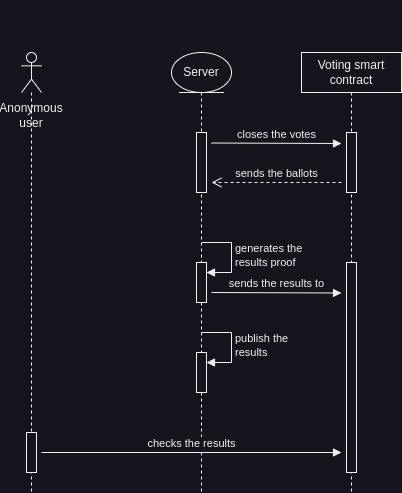 Anonymous
user
Server
Voting smart
contract
closes the votes
sends the ballots
generates the
results proof
sends the results to
publish the
results
checks the results